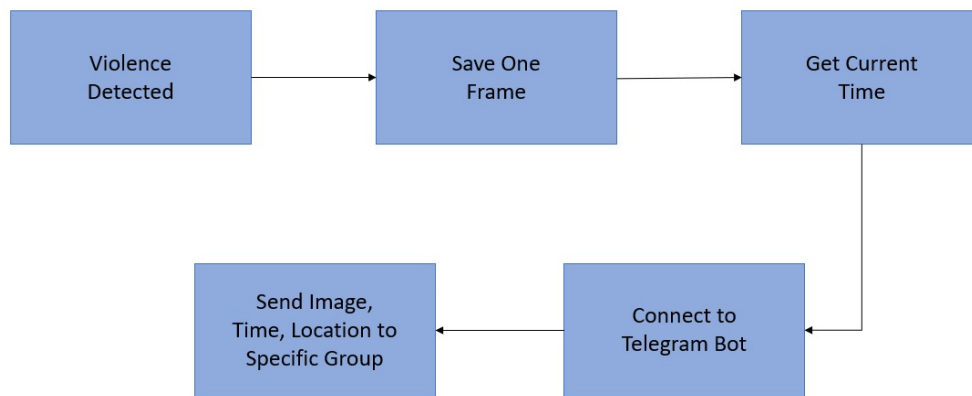 Violence
Detected
Save One
Frame
Get Current
Time
Connect to
Telegram Bot
Send Image,
Time, Location to
Specific Group